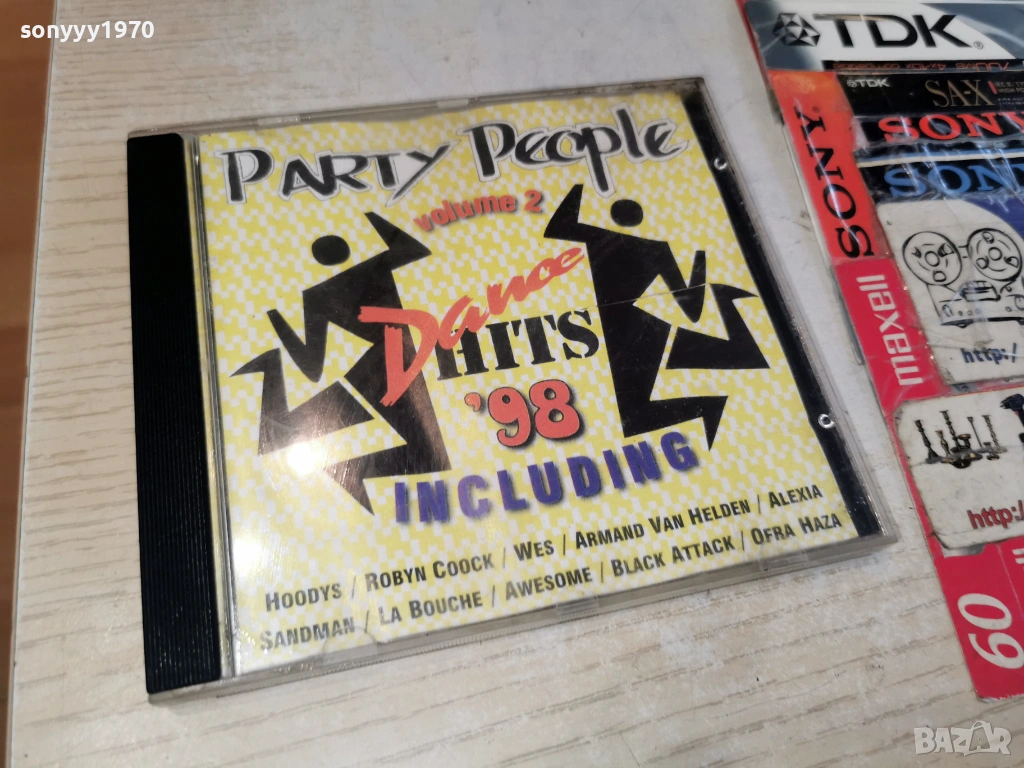 sonyyy1970
PARTY PEOPLE
volume 2
Dance
HITS
'98
INCLUDING
HOODYS / ROBYN COOCK / WES / ARMAND VAN HELDEN / ALEXIA
SANDMAN / LA BOUCHE / AWESOME / BLACK ATTACK / OFRA HAZA
TDK
TDK
SA-X
SONY
SONY
SONY
maxell
http:/
http:/
60
BAZAR